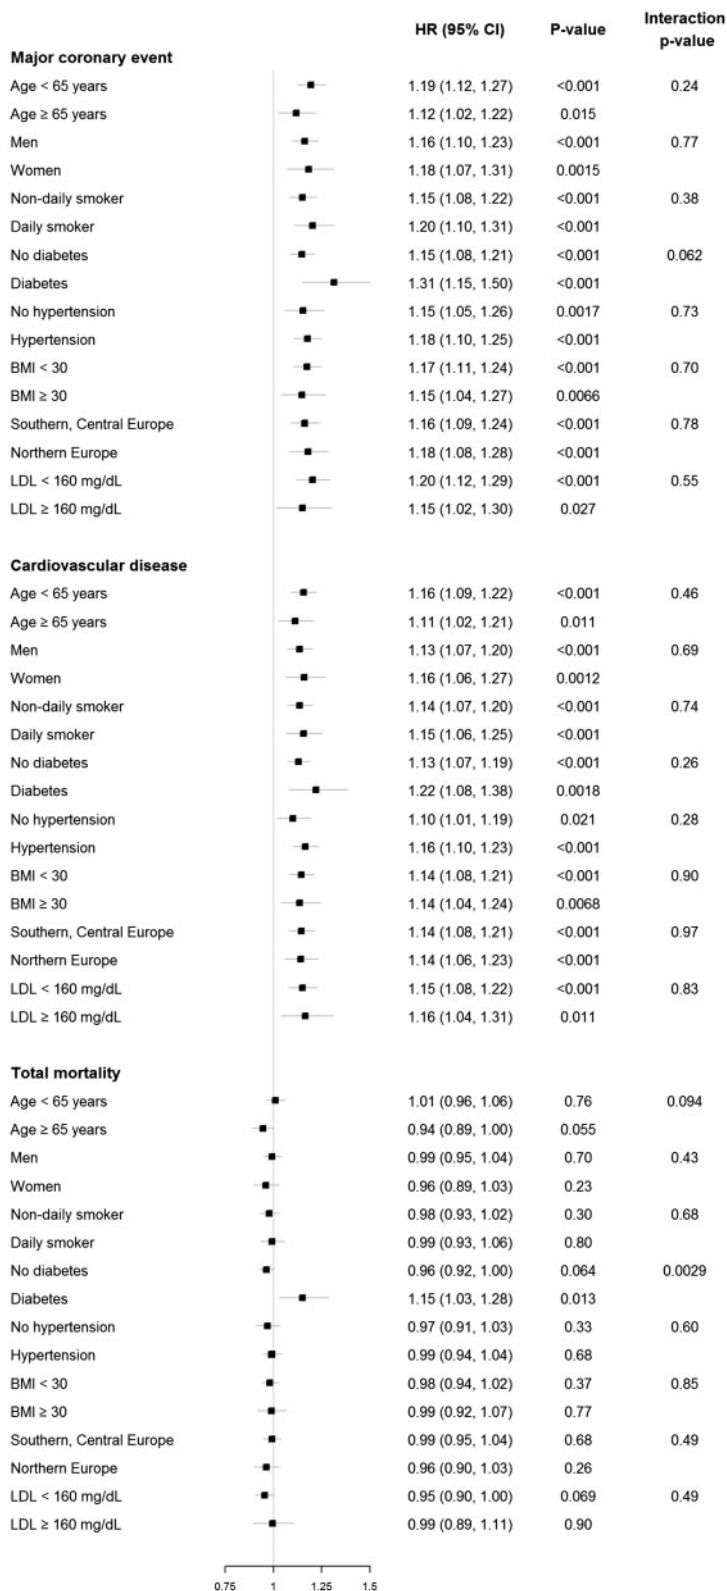 HR (95% CI) P-value Interaction p-value
Major coronary event
Age < 65 years 1.19 (1.12, 1.27) <0.001 0.24
Age ≥ 65 years 1.12 (1.02, 1.22) 0.015
Men 1.16 (1.10, 1.23) <0.001 0.77
Women 1.18 (1.07, 1.31) 0.0015
Non-daily smoker 1.15 (1.08, 1.22) <0.001 0.38
Daily smoker 1.20 (1.10, 1.31) <0.001
No diabetes 1.15 (1.08, 1.21) <0.001 0.062
Diabetes 1.31 (1.15, 1.50) <0.001
No hypertension 1.15 (1.05, 1.26) 0.0017 0.73
Hypertension 1.18 (1.10, 1.25) <0.001
BMI < 30 1.17 (1.11, 1.24) <0.001 0.70
BMI ≥ 30 1.15 (1.04, 1.27) 0.0066
Southern, Central Europe 1.16 (1.09, 1.24) <0.001 0.78
Northern Europe 1.18 (1.08, 1.28) <0.001
LDL < 160 mg/dL 1.20 (1.12, 1.29) <0.001 0.55
LDL ≥ 160 mg/dL 1.15 (1.02, 1.30) 0.027
Cardiovascular disease
Age < 65 years 1.16 (1.09, 1.22) <0.001 0.46
Age ≥ 65 years 1.11 (1.02, 1.21) 0.011
Men 1.13 (1.07, 1.20) <0.001 0.69
Women 1.16 (1.06, 1.27) 0.0012
Non-daily smoker 1.14 (1.07, 1.20) <0.001 0.74
Daily smoker 1.15 (1.06, 1.25) <0.001
No diabetes 1.13 (1.07, 1.19) <0.001 0.26
Diabetes 1.22 (1.08, 1.38) 0.0018
No hypertension 1.10 (1.01, 1.19) 0.021 0.28
Hypertension 1.16 (1.10, 1.23) <0.001
BMI < 30 1.14 (1.08, 1.21) <0.001 0.90
BMI ≥ 30 1.14 (1.04, 1.24) 0.0068
Southern, Central Europe 1.14 (1.08, 1.21) <0.001 0.97
Northern Europe 1.14 (1.06, 1.23) <0.001
LDL < 160 mg/dL 1.15 (1.08, 1.22) <0.001 0.83
LDL ≥ 160 mg/dL 1.16 (1.04, 1.31) 0.011
Total mortality
Age < 65 years 1.01 (0.96, 1.06) 0.76 0.094
Age ≥ 65 years 0.94 (0.89, 1.00) 0.055
Men 0.99 (0.95, 1.04) 0.70 0.43
Women 0.96 (0.89, 1.03) 0.23
Non-daily smoker 0.98 (0.93, 1.02) 0.30 0.68
Daily smoker 0.99 (0.93, 1.06) 0.80
No diabetes 0.96 (0.92, 1.00) 0.064 0.0029
Diabetes 1.15 (1.03, 1.28) 0.013
No hypertension 0.97 (0.91, 1.03) 0.33 0.60
Hypertension 0.99 (0.94, 1.04) 0.68
BMI < 30 0.98 (0.94, 1.02) 0.37 0.85
BMI ≥ 30 0.99 (0.92, 1.07) 0.77
Southern, Central Europe 0.99 (0.95, 1.04) 0.68 0.49
Northern Europe 0.96 (0.90, 1.03) 0.26
LDL < 160 mg/dL 0.95 (0.90, 1.00) 0.069 0.49
LDL ≥ 160 mg/dL 0.99 (0.89, 1.11) 0.90
0.75 1 1.25 1.5